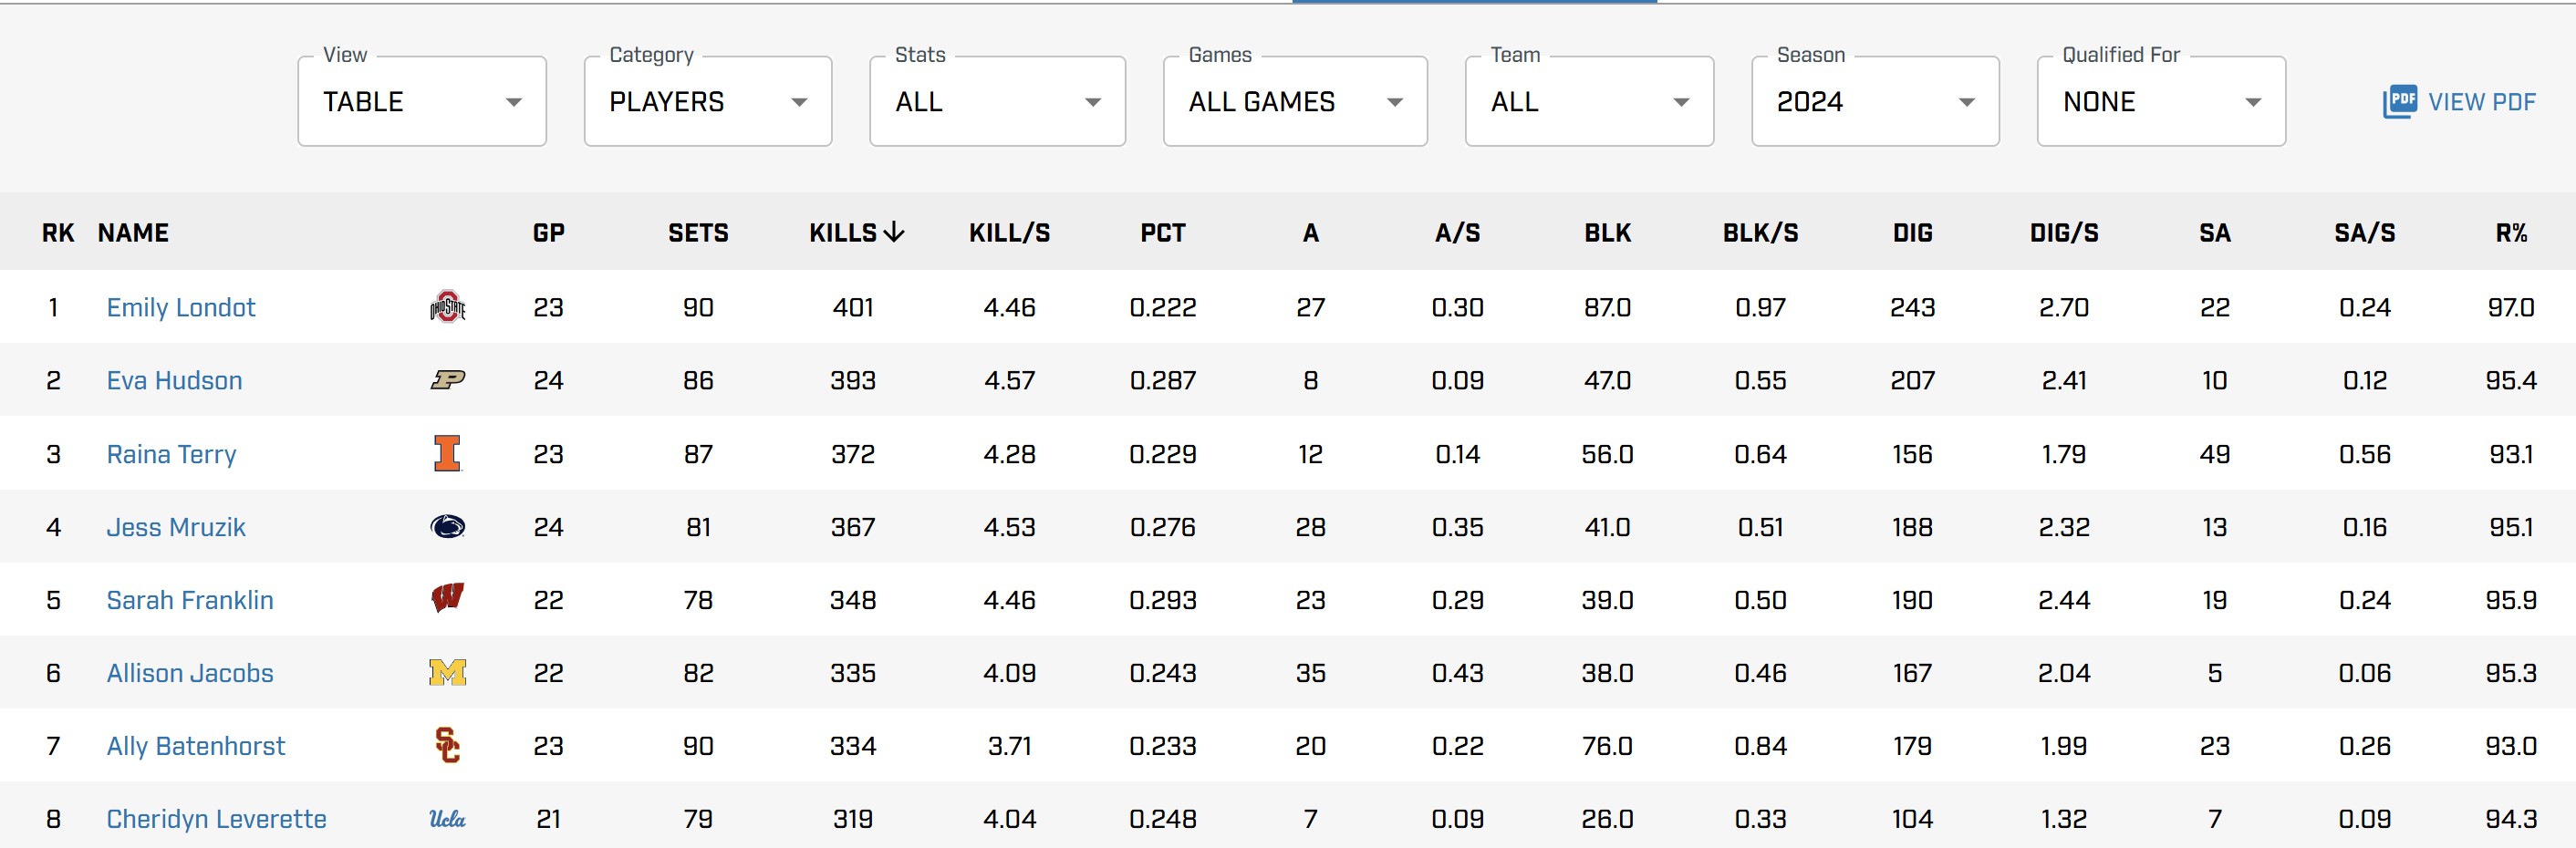 View Category Stats Games Team Season Qualified For
TABLE PLAYERS ALL ALL GAMES ALL 2024 NONE PDF VIEW PDF
RK NAME GP SETS KILLS KILL/S PCT A A/S BLK BLK/S DIG DIG/S SA SA/S R%
1 Emily Londot OHIO STATE 23 90 401 4.46 0.222 27 0.30 87.0 0.97 243 2.70 22 0.24 97.0
2 Eva Hudson P 24 86 393 4.57 0.287 8 0.09 47.0 0.55 207 2.41 10 0.12 95.4
3 Raina Terry I 23 87 372 4.28 0.229 12 0.14 56.0 0.64 156 1.79 49 0.56 93.1
4 Jess Mruzik 24 81 367 4.53 0.276 28 0.35 41.0 0.51 188 2.32 13 0.16 95.1
5 Sarah Franklin W 22 78 348 4.46 0.293 23 0.29 39.0 0.50 190 2.44 19 0.24 95.9
6 Allison Jacobs M 22 82 335 4.09 0.243 35 0.43 38.0 0.46 167 2.04 5 0.06 95.3
7 Ally Batenhorst SC 23 90 334 3.71 0.233 20 0.22 76.0 0.84 179 1.99 23 0.26 93.0
8 Cheridyn Leverette Ucla 21 79 319 4.04 0.248 7 0.09 26.0 0.33 104 1.32 7 0.09 94.3